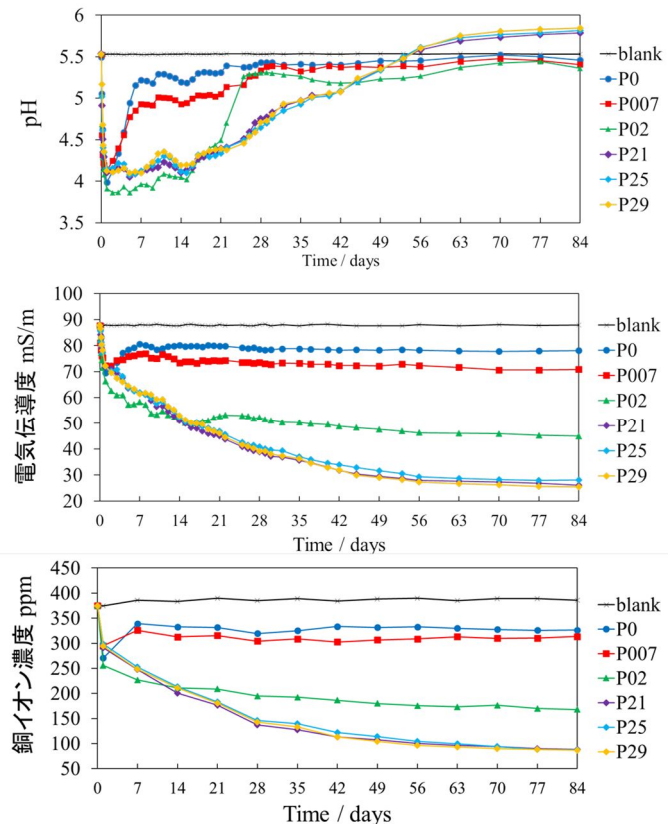 6
5.5
5
4.5
4
3.5
pH
0 7 14 21 28 35 42 49 56 63 70 77 84
Time / days
blank
P0
P007
P02
P21
P25
P29
100
90
80
70
60
50
40
30
20
電気伝導度 mS/m
0 7 14 21 28 35 42 49 56 63 70 77 84
Time / days
blank
P0
P007
P02
P21
P25
P29
450
400
350
300
250
200
150
100
50
銅イオン濃度 ppm
0 7 14 21 28 35 42 49 56 63 70 77 84
Time / days
blank
P0
P007
P02
P21
P25
P29